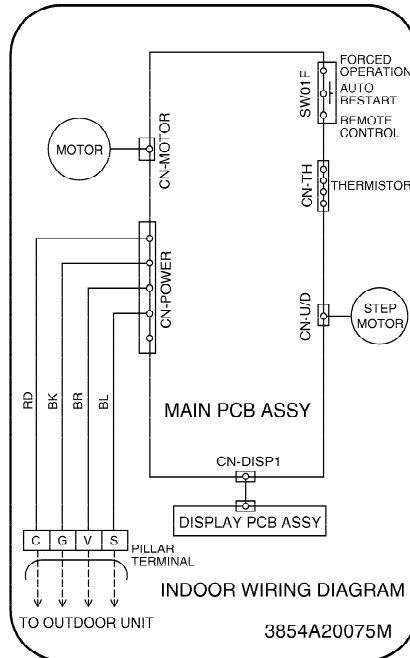 FORCED
OPERATION
AUTO
RESTART
REMOTE
CONTROL
SW01F
MOTOR
CN-MOTOR
CN-TH
THERMISTOR
CN-POWER
CN-U/D
STEP
MOTOR
RD
BK
BR
BL
MAIN PCB ASSY
CN-DISP1
DISPLAY PCB ASSY
C G V S
PILLAR
TERMINAL
TO OUTDOOR UNIT
INDOOR WIRING DIAGRAM
3854A20075M